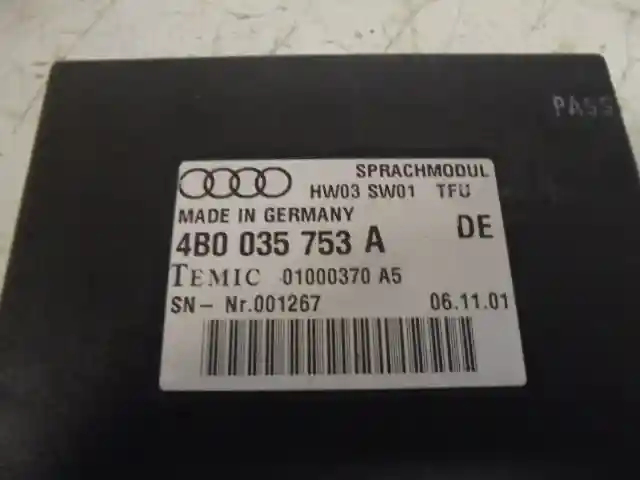 PASS
SPRACHMODUL
HW03 SW01 TFU
MADE IN GERMANY
4B0 035 753 A DE
TEMIC 01000370 A5
SN- Nr.001267 06.11.01